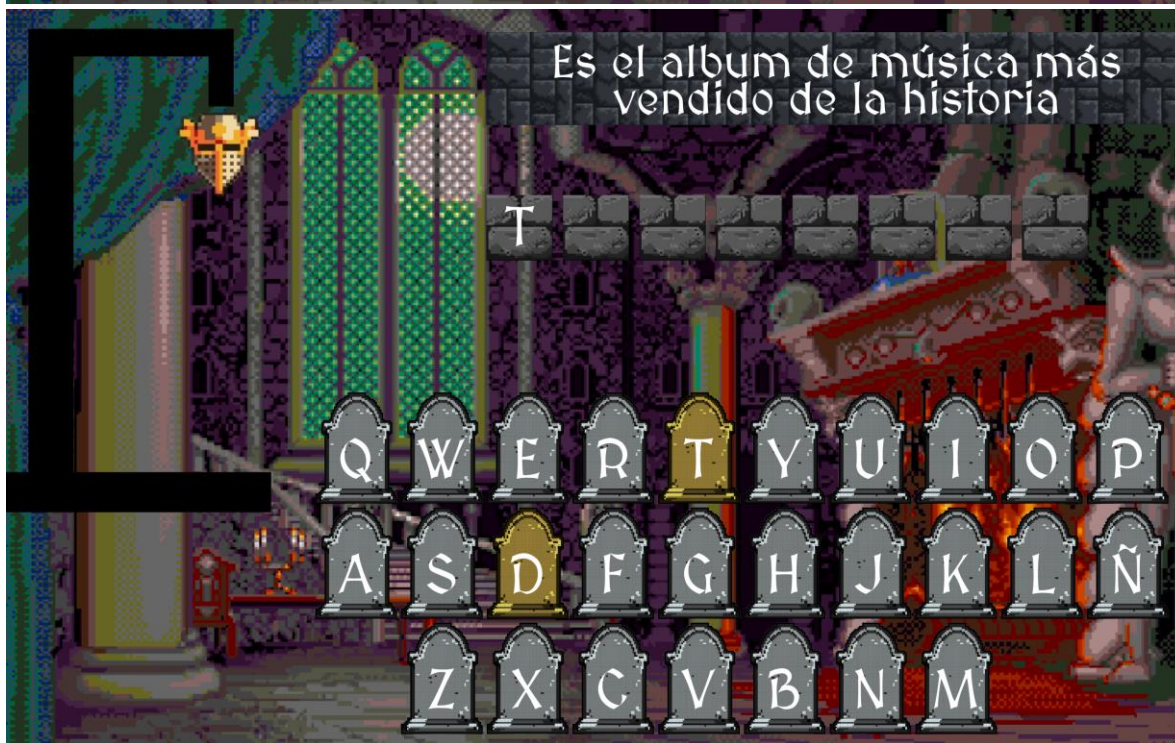 Es el album de música más
vendido de la historia
T
Q W E R T Y U I O P
A S D F G H J K L Ñ
Z X C V B N M